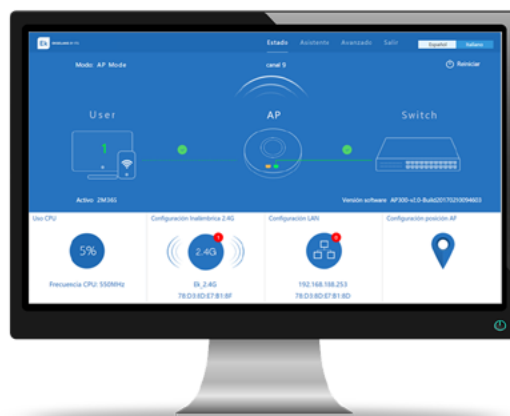 Ek
Estado Asistente Avanzado Salir Español Italiano
Modo: AP Mode
canal 9
Reiniciar
User AP Switch
1
Activo 2M36S
Versión software AP300-v2.0-Build20170210094603
Uso CPU
Configuración Inalámbrica 2.4G
Configuración LAN
Configuración posición AP
5%
2.4G
1
2
Frecuencia CPU: 550MHz
Ek_2.4G
192.168.188.253
78:D3:8D:E7:B1:8F
78:D3:8D:E7:B1:8D